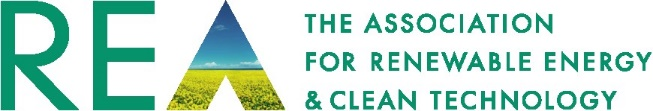 REA
THE ASSOCIATION
FOR RENEWABLE ENERGY
& CLEAN TECHNOLOGY